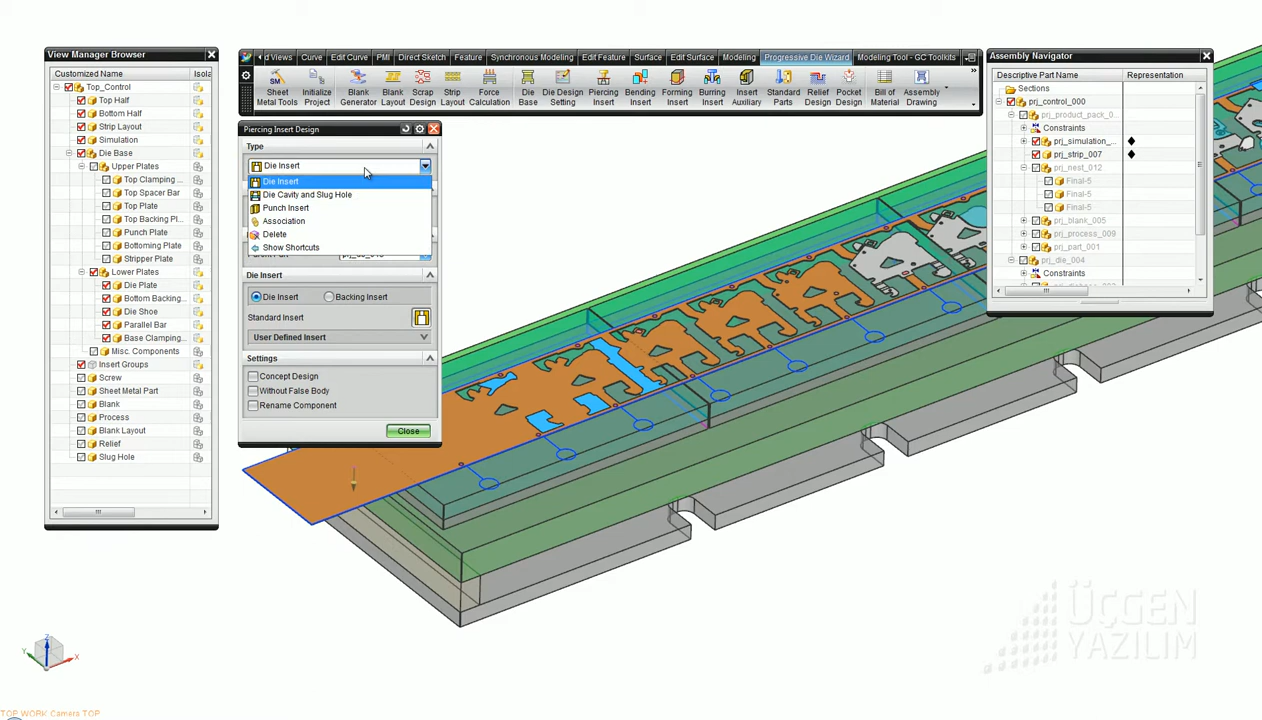 View Manager Browser
Customized Name Isola
Top_Control
Top Half
Bottom Half
Strip Layout
Simulation
Die Base
Upper Plates
Top Clamping ...
Top Spacer Bar
Top Plate
Top Backing Pl...
Punch Plate
Bottoming Plate
Stripper Plate
Lower Plates
Die Plate
Bottom Backing...
Die Shoe
Parallel Bar
Base Clamping...
Misc. Components
Insert Groups
Screw
Sheet Metal Part
Blank
Process
Blank Layout
Relief
Slug Hole
d Views Curve Edit Curve PMI Direct Sketch Feature Synchronous Modeling Edit Feature Surface Edit Surface Modeling Progressive Die Wizard Modeling Tool - GC Toolkits
Sheet Metal Tools
Initialize Project
Blank Generator
Blank Layout
Scrap Design
Strip Layout
Force Calculation
Die Base
Die Design Setting
Piercing Insert
Bending Insert
Forming Insert
Burring Insert
Insert Auxiliary
Standard Parts
Relief Design
Pocket Design
Bill of Material
Assembly Drawing
Piercing Insert Design
Type
Die Insert
Die Insert
Die Cavity and Slug Hole
Punch Insert
Association
Delete
Show Shortcuts
Die Insert
Die Insert Backing Insert
Standard Insert
User Defined Insert
Settings
Concept Design
Without False Body
Rename Component
Close
Assembly Navigator
Descriptive Part Name Representation
Sections
prj_control_000
prj_product_pack_0...
Constraints
prj_simulation_...
prj_strip_007
prj_nest_012
Final-5
Final-5
Final-5
prj_blank_005
prj_process_009
prj_part_001
prj_die_004
Constraints
Z
Y
X
TOP WORK Camera TOP
ÜÇGEN
YAZILIM